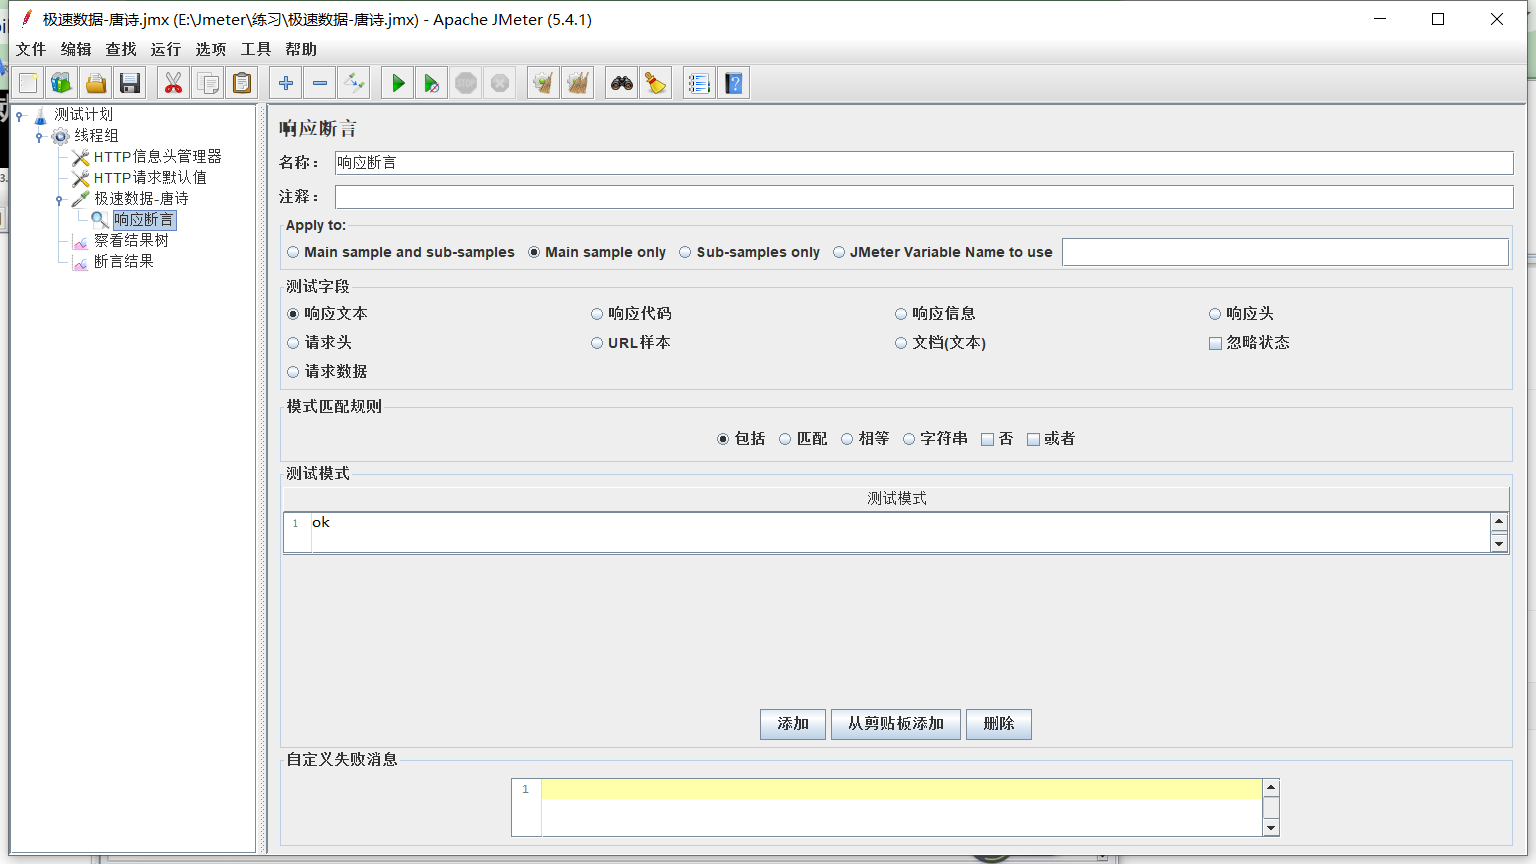 极速数据-唐诗.jmx (E:\Jmeter\练习\极速数据-唐诗.jmx) - Apache JMeter (5.4.1)
文件 编辑 查找 运行 选项 工具 帮助
测试计划
线程组
HTTP信息头管理器
HTTP请求默认值
极速数据-唐诗
响应断言
察看结果树
断言结果
响应断言
名称： 响应断言
注释：
Apply to:
Main sample and sub-samples Main sample only Sub-samples only JMeter Variable Name to use
测试字段
响应文本 响应代码 响应信息 响应头
请求头 URL样本 文档(文本) 忽略状态
请求数据
模式匹配规则
包括 匹配 相等 字符串 否 或者
测试模式
测试模式
1 ok
添加 从剪贴板添加 删除
自定义失败消息
1